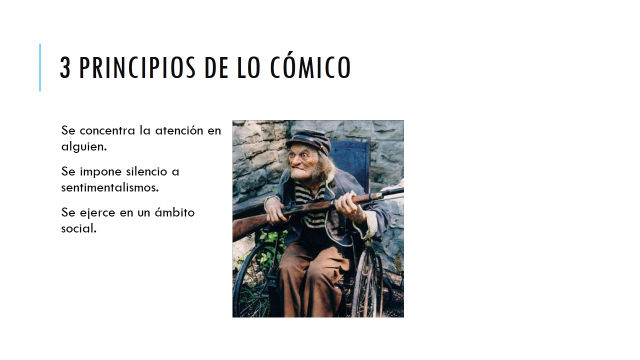 3 PRINCIPIOS DE LO CÓMICO
Se concentra la atención en
alguien.
Se impone silencio a
sentimentalismos.
Se ejerce en un ámbito
social.